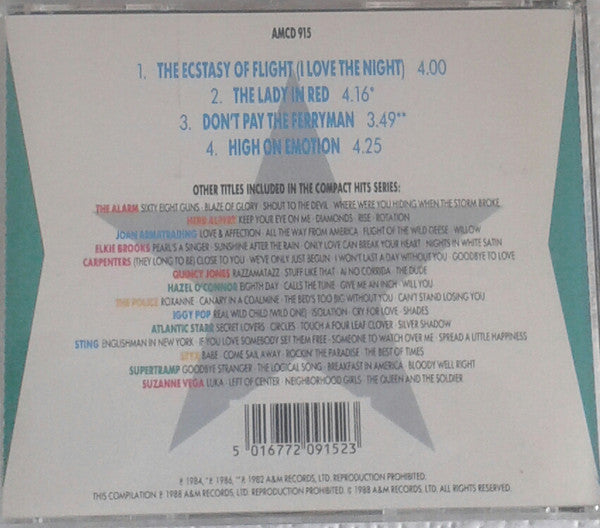 AMCD 915
1. THE ECSTASY OF FLIGHT (I LOVE THE NIGHT) 4.00
2. THE LADY IN RED 4.16*
3. DON'T PAY THE FERRYMAN 3.49**
4. HIGH ON EMOTION 4.25
OTHER TITLES INCLUDED IN THE COMPACT HITS SERIES:
THE ALARM SIXTY EIGHT GUNS · BLAZE OF GLORY · SHOUT TO THE DEVIL · WHERE WERE YOU HIDING WHEN THE STORM BROKE
HERB ALPERT KEEP YOUR EYE ON ME · DIAMONDS · RISE · ROTATION
JOAN ARMATRADING LOVE & AFFECTION · ALL THE WAY FROM AMERICA · FLIGHT OF THE WILD GEESE · WILLOW
ELKIE BROOKS PEARL'S A SINGER · SUNSHINE AFTER THE RAIN · ONLY LOVE CAN BREAK YOUR HEART · NIGHTS IN WHITE SATIN
CARPENTERS (THEY LONG TO BE) CLOSE TO YOU · WE'VE ONLY JUST BEGUN · I WON'T LAST A DAY WITHOUT YOU · GOODBYE TO LOVE
QUINCY JONES RAZZAMATAZZ · STUFF LIKE THAT · AI NO CORRIDA · THE DUDE
HAZEL O'CONNOR EIGHTH DAY · CALLS THE TUNE · GIVE ME AN INCH · WILL YOU
THE POLICE ROXANNE · CANARY IN A COALMINE · THE BED'S TOO BIG WITHOUT YOU · CAN'T STAND LOSING YOU
IGGY POP REAL WILD CHILD (WILD ONE) · ISOLATION · CRY FOR LOVE · SHADES
ATLANTIC STARR SECRET LOVERS · CIRCLES · TOUCH A FOUR LEAF CLOVER · SILVER SHADOW
STING ENGLISHMAN IN NEW YORK · IF YOU LOVE SOMEBODY SET THEM FREE · SOMEONE TO WATCH OVER ME · SPREAD A LITTLE HAPPINESS
STYX BABE · COME SAIL AWAY · ROCKIN' THE PARADISE · THE BEST OF TIMES
SUPERTRAMP GOODBYE STRANGER · THE LOGICAL SONG · BREAKFAST IN AMERICA · BLOODY WELL RIGHT
SUZANNE VEGA LUKA · LEFT OF CENTER · NEIGHBORHOOD GIRLS · THE QUEEN AND THE SOLDIER
5 016772 091523
℗ 1984, *℗ 1986, **℗ 1982 A&M RECORDS, LTD. REPRODUCTION PROHIBITED.
THIS COMPILATION ℗ 1988 A&M RECORDS, LTD. REPRODUCTION PROHIBITED. © 1988 A&M RECORDS, LTD. ALL RIGHTS RESERVED.